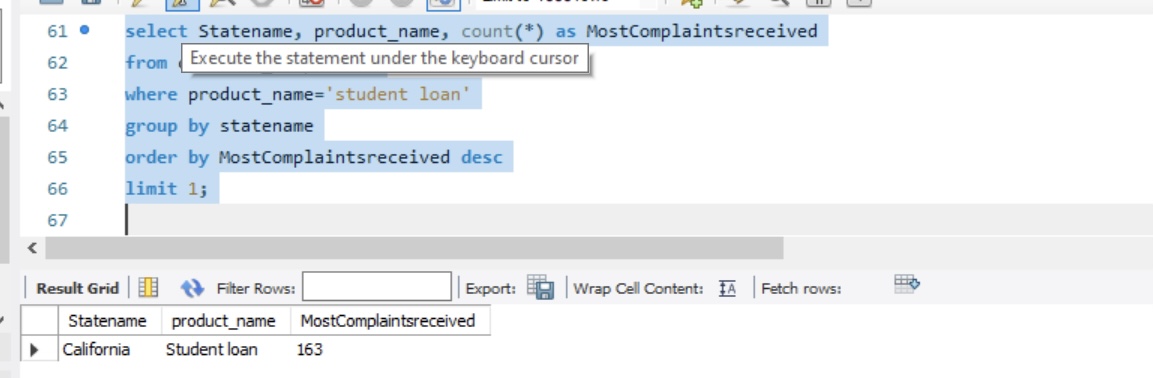 61 select Statename, product_name, count(*) as MostComplaintsreceived
Execute the statement under the keyboard cursor
62 from
63 where product_name='student loan'
64 group by statename
65 order by MostComplaintsreceived desc
66 limit 1;
67
Result Grid Filter Rows: Export: Wrap Cell Content: IA Fetch rows:
Statename product_name MostComplaintsreceived
California Student loan 163